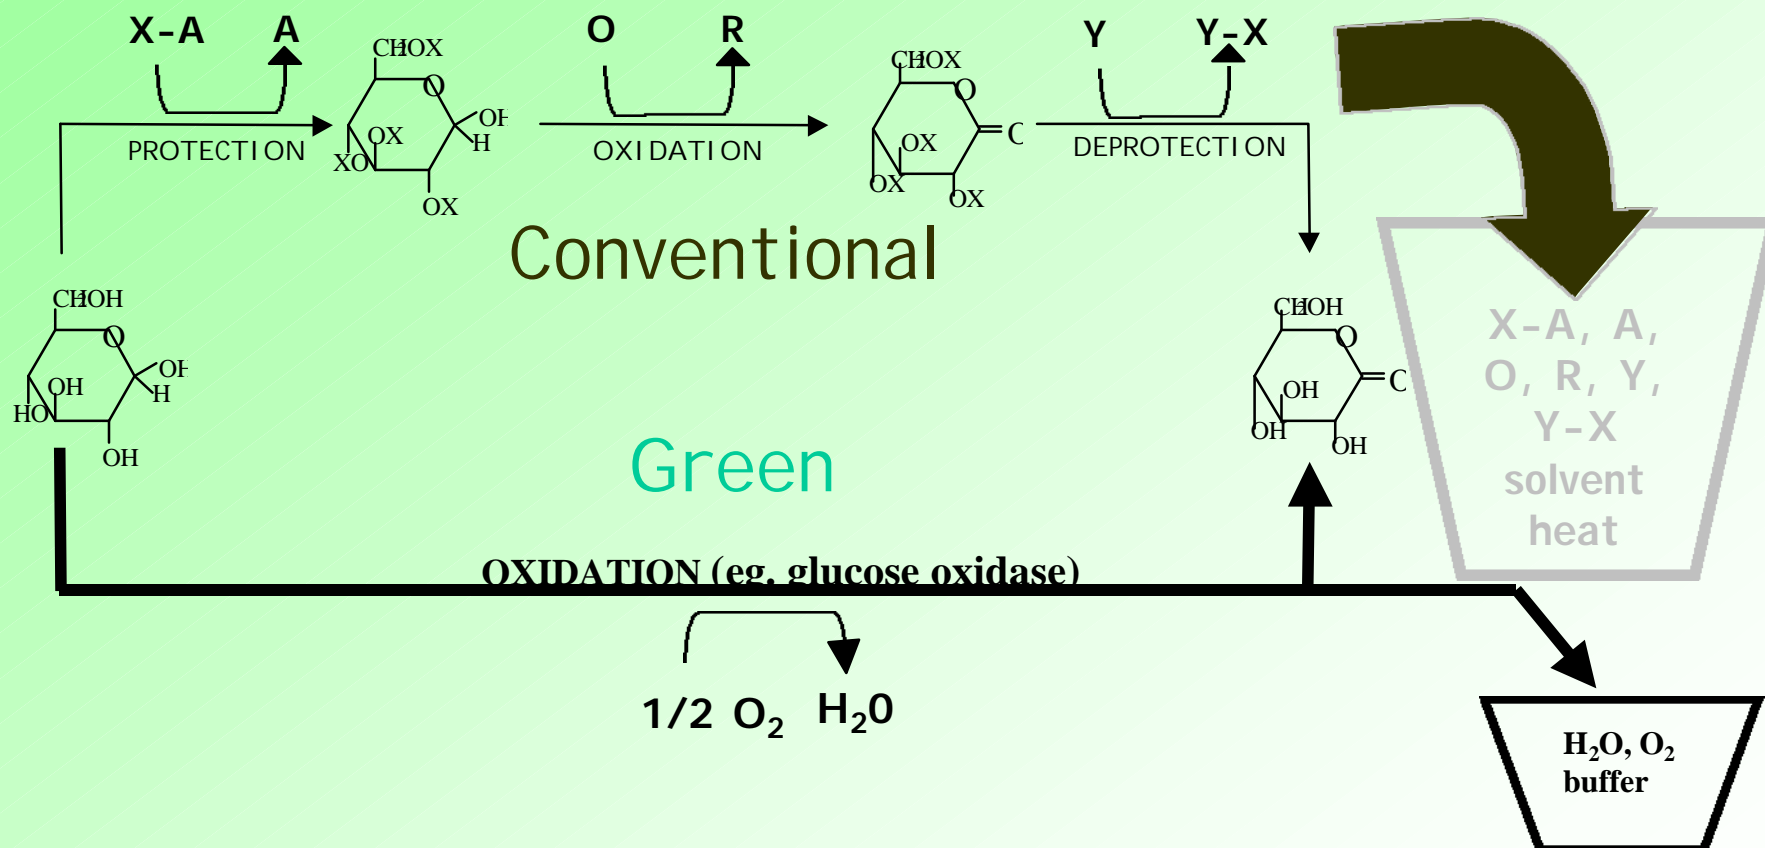 X-A A O R Y Y-X
CH2OX
O
OH
H
OX
XO
OX
PROTECTION
OXIDATION
CH2OX
O
C
OX
OX
OX
DEPROTECTION
Conventional
CH2OH
O
OH
H
OH
HO
OH
CH2OH
O
C
OH
OH
OH
X-A, A,
O, R, Y,
Y-X
solvent
heat
Green
OXIDATION (eg. glucose oxidase)
1/2 O₂ H₂0
H₂O, O₂
buffer